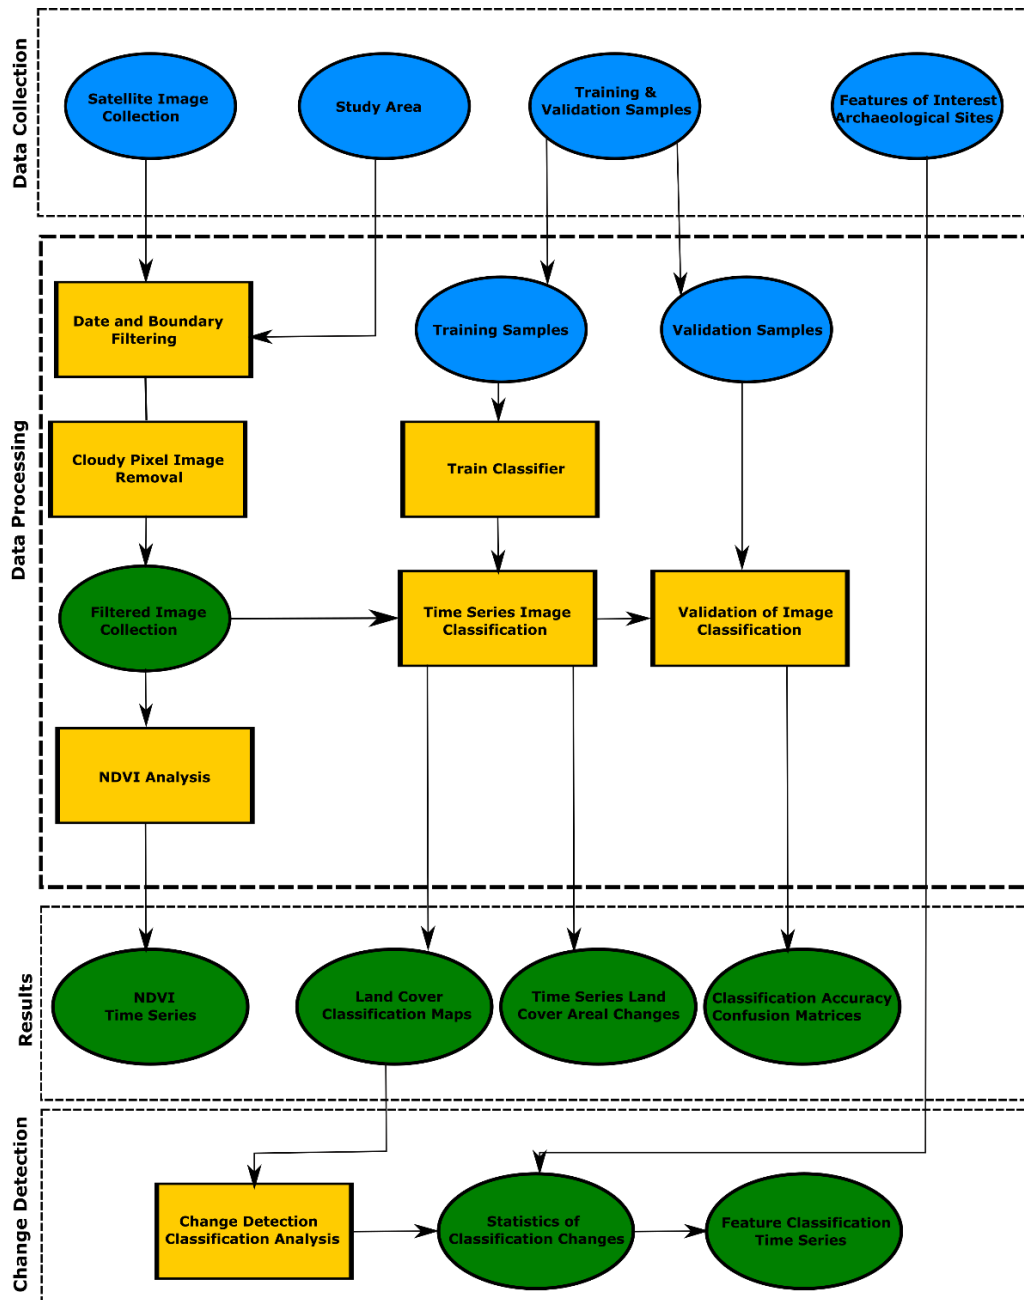 Data Collection
Satellite Image
Collection
Study Area
Training &
Validation Samples
Features of Interest
Archaeological Sites
Data Processing
Date and Boundary
Filtering
Training Samples
Validation Samples
Cloudy Pixel Image
Removal
Train Classifier
Filtered Image
Collection
Time Series Image
Classification
Validation of Image
Classification
NDVI Analysis
Results
NDVI
Time Series
Land Cover
Classification Maps
Time Series Land
Cover Areal Changes
Classification Accuracy
Confusion Matrices
Change Detection
Change Detection
Classification Analysis
Statistics of
Classification Changes
Feature Classification
Time Series